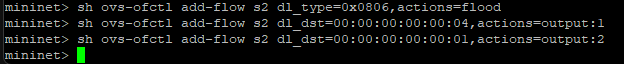 mininet> sh ovs-ofctl add-flow s2 dl_type=0x0806,actions=flood
mininet> sh ovs-ofctl add-flow s2 dl_dst=00:00:00:00:00:04,actions=output:1
mininet> sh ovs-ofctl add-flow s2 dl_dst=00:00:00:00:00:01,actions=output:2
mininet>